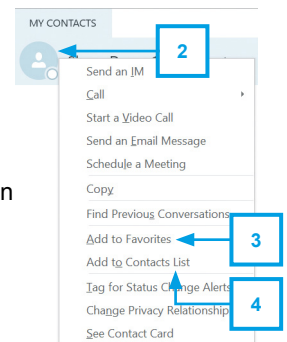 MY CONTACTS
2
Send an IM
Call
Start a Video Call
Send an Email Message
Schedule a Meeting
Copy
n
Find Previous Conversations
Add to Favorites
3
Add to Contacts List
Tag for Status Change Alerts
4
Change Privacy Relationship
See Contact Card